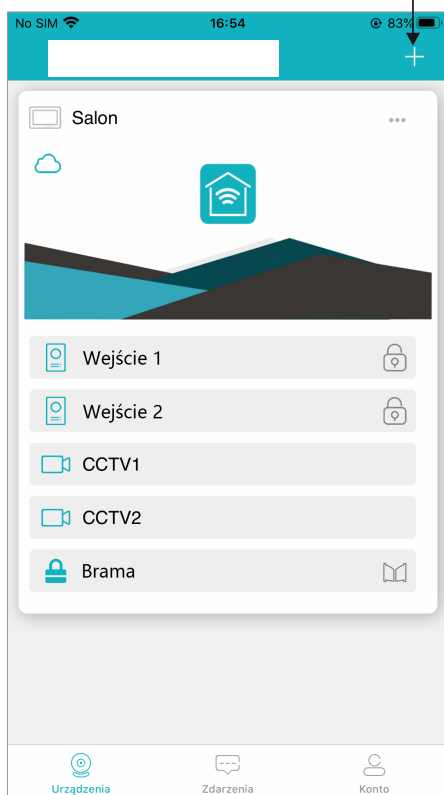 No SIM 16:54 83%
Salon
Wejście 1
Wejście 2
CCTV1
CCTV2
Brama
Urządzenia Zdarzenia Konto